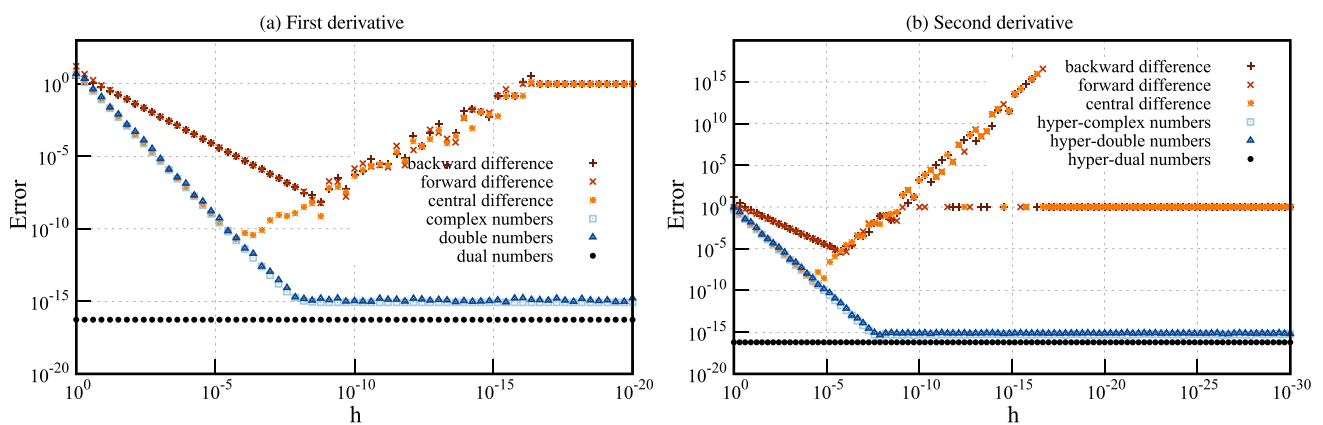 (a) First derivative
10^0
10^-5
10^-10
10^-15
10^-20
Error
backward difference
forward difference
central difference
complex numbers
double numbers
dual numbers
10^0 10^-5 10^-10 10^-15 10^-20
h
(b) Second derivative
10^15
10^10
10^5
10^0
10^-5
10^-10
10^-15
10^-20
Error
backward difference
forward difference
central difference
hyper-complex numbers
hyper-double numbers
hyper-dual numbers
10^0 10^-5 10^-10 10^-15 10^-20 10^-25 10^-30
h